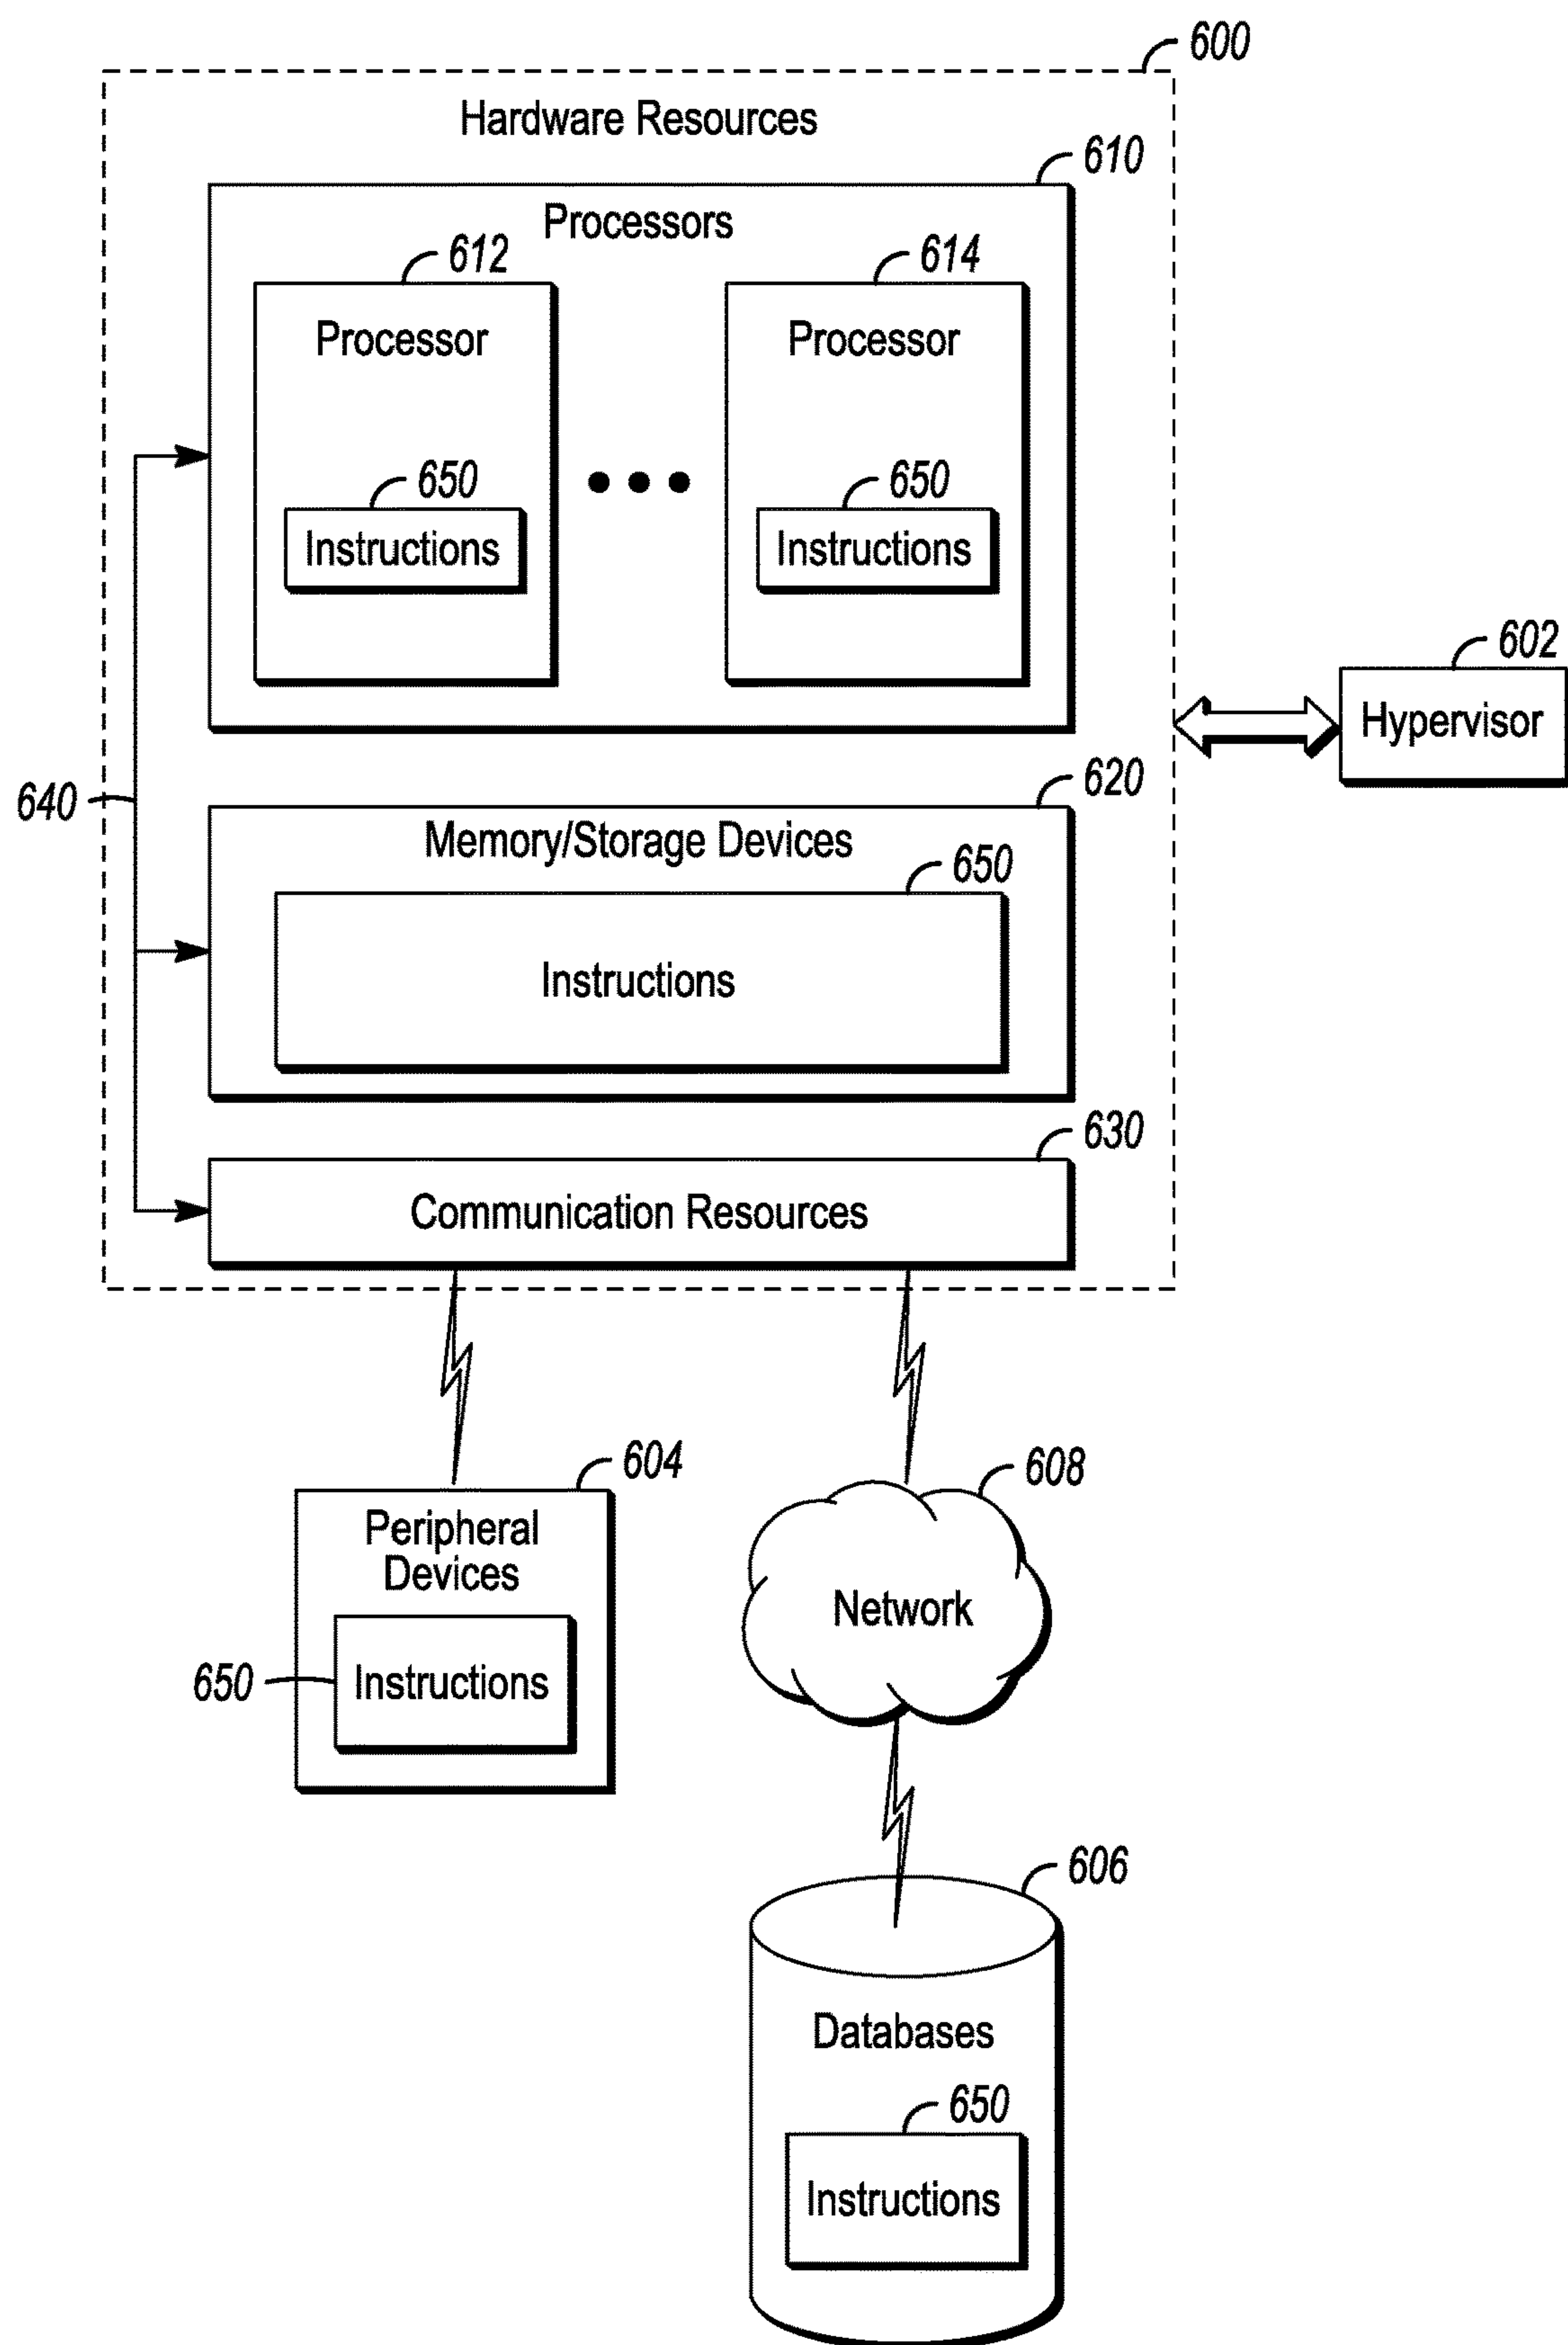 600
Hardware Resources
610
Processors
612
614
Processor
Processor
650
650
Instructions
Instructions
602
Hypervisor
640
620
Memory/Storage Devices
650
Instructions
630
Communication Resources
604
608
Peripheral
Devices
Network
650
Instructions
606
Databases
650
Instructions